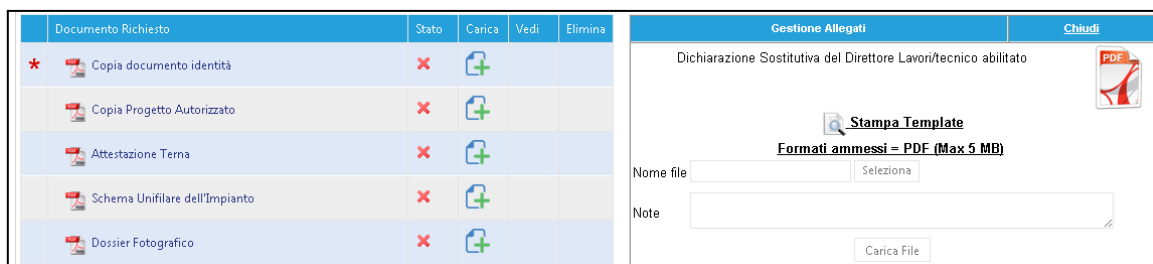 Documento Richiesto Stato Carica Vedi Elimina
* Copia documento identità
Copia Progetto Autorizzato
Attestazione Terna
Schema Unifilare dell'Impianto
Dossier Fotografico
Gestione Allegati Chiudi
Dichiarazione Sostitutiva del Direttore Lavori/tecnico abilitato
PDF
Stampa Template
Formati ammessi = PDF (Max 5 MB)
Nome file Seleziona
Note
Carica File